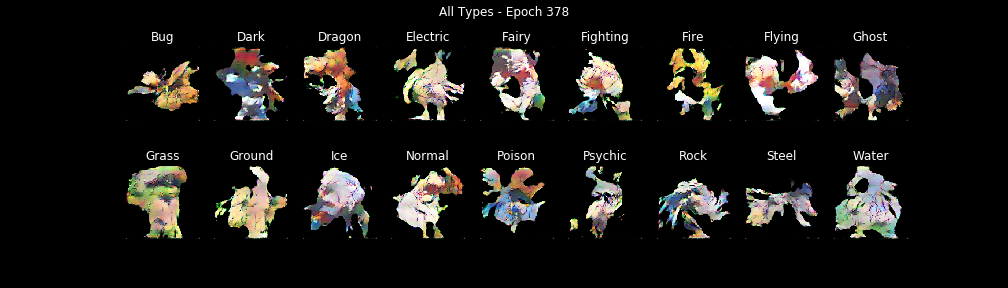 All Types - Epoch 378
Bug Dark Dragon Electric Fairy Fighting Fire Flying Ghost
Grass Ground Ice Normal Poison Psychic Rock Steel Water